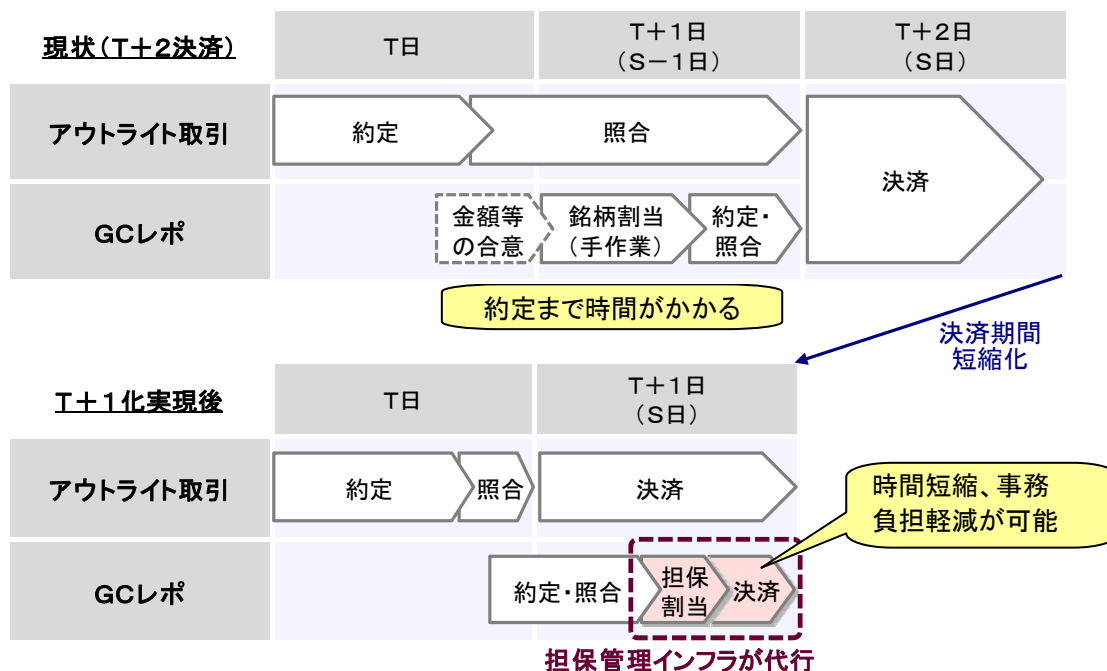 現状(T+2決済)
T日
T+1日
(S-1日)
T+2日
(S日)
アウトライト取引
約定
照合
決済
GCレポ
金額等
の合意
銘柄割当
(手作業)
約定・
照合
約定まで時間がかかる
決済期間
短縮化
T+1化実現後
T日
T+1日
(S日)
アウトライト取引
約定
照合
決済
時間短縮、事務
負担軽減が可能
GCレポ
約定・照合
担保
割当
決済
担保管理インフラが代行